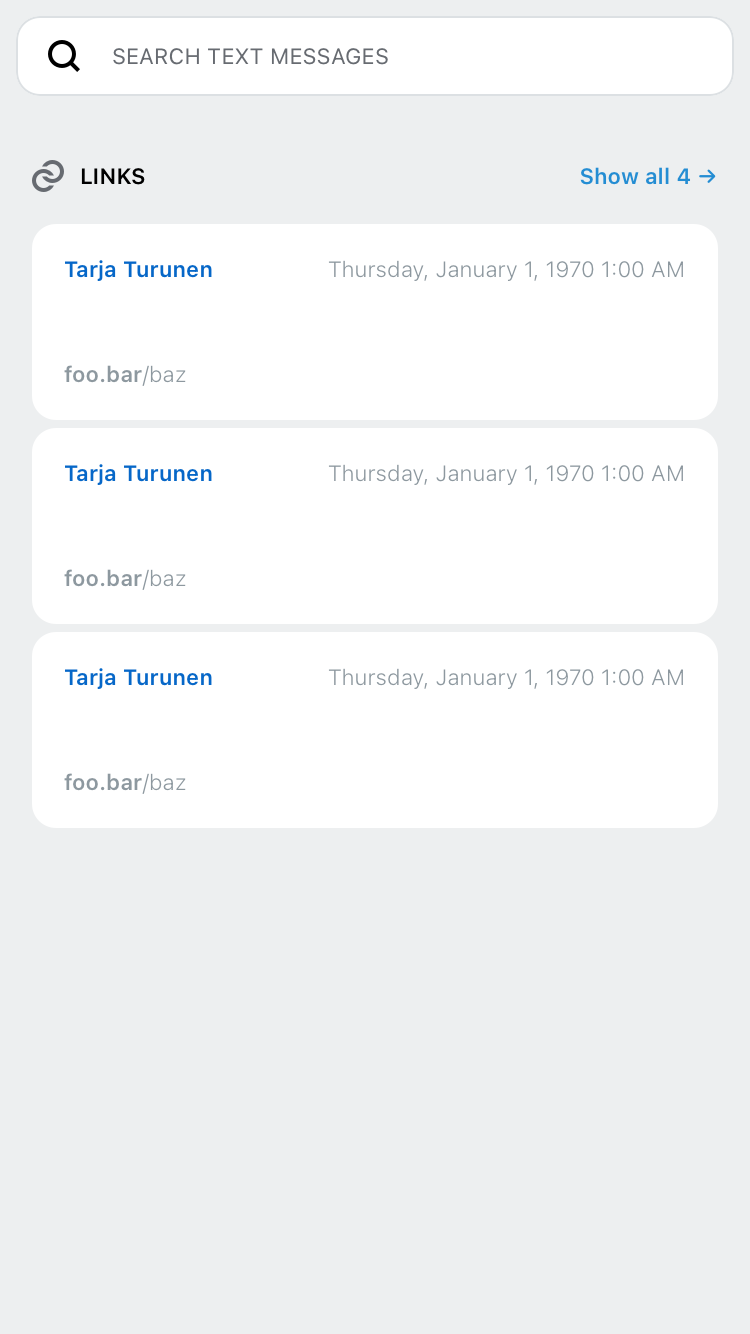 SEARCH TEXT MESSAGES
LINKS Show all 4 →
Tarja Turunen Thursday, January 1, 1970 1:00 AM
foo.bar/baz
Tarja Turunen Thursday, January 1, 1970 1:00 AM
foo.bar/baz
Tarja Turunen Thursday, January 1, 1970 1:00 AM
foo.bar/baz